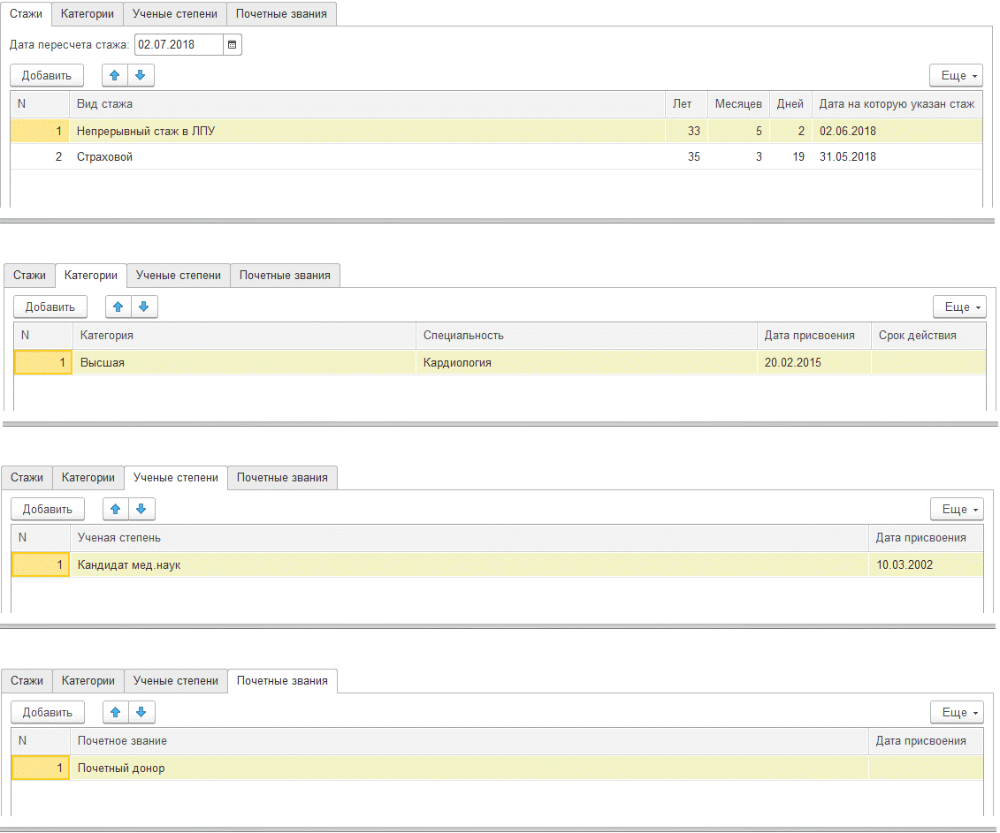 Стажи Категории Ученые степени Почетные звания
Дата пересчета стажа: 02.07.2018
Добавить Еще
N Вид стажа Лет Месяцев Дней Дата на которую указан стаж
1 Непрерывный стаж в ЛПУ 33 5 2 02.06.2018
2 Страховой 35 3 19 31.05.2018
Стажи Категории Ученые степени Почетные звания
Добавить Еще
N Категория Специальность Дата присвоения Срок действия
1 Высшая Кардиология 20.02.2015
Стажи Категории Ученые степени Почетные звания
Добавить Еще
N Ученая степень Дата присвоения
1 Кандидат мед.наук 10.03.2002
Стажи Категории Ученые степени Почетные звания
Добавить Еще
N Почетное звание Дата присвоения
1 Почетный донор